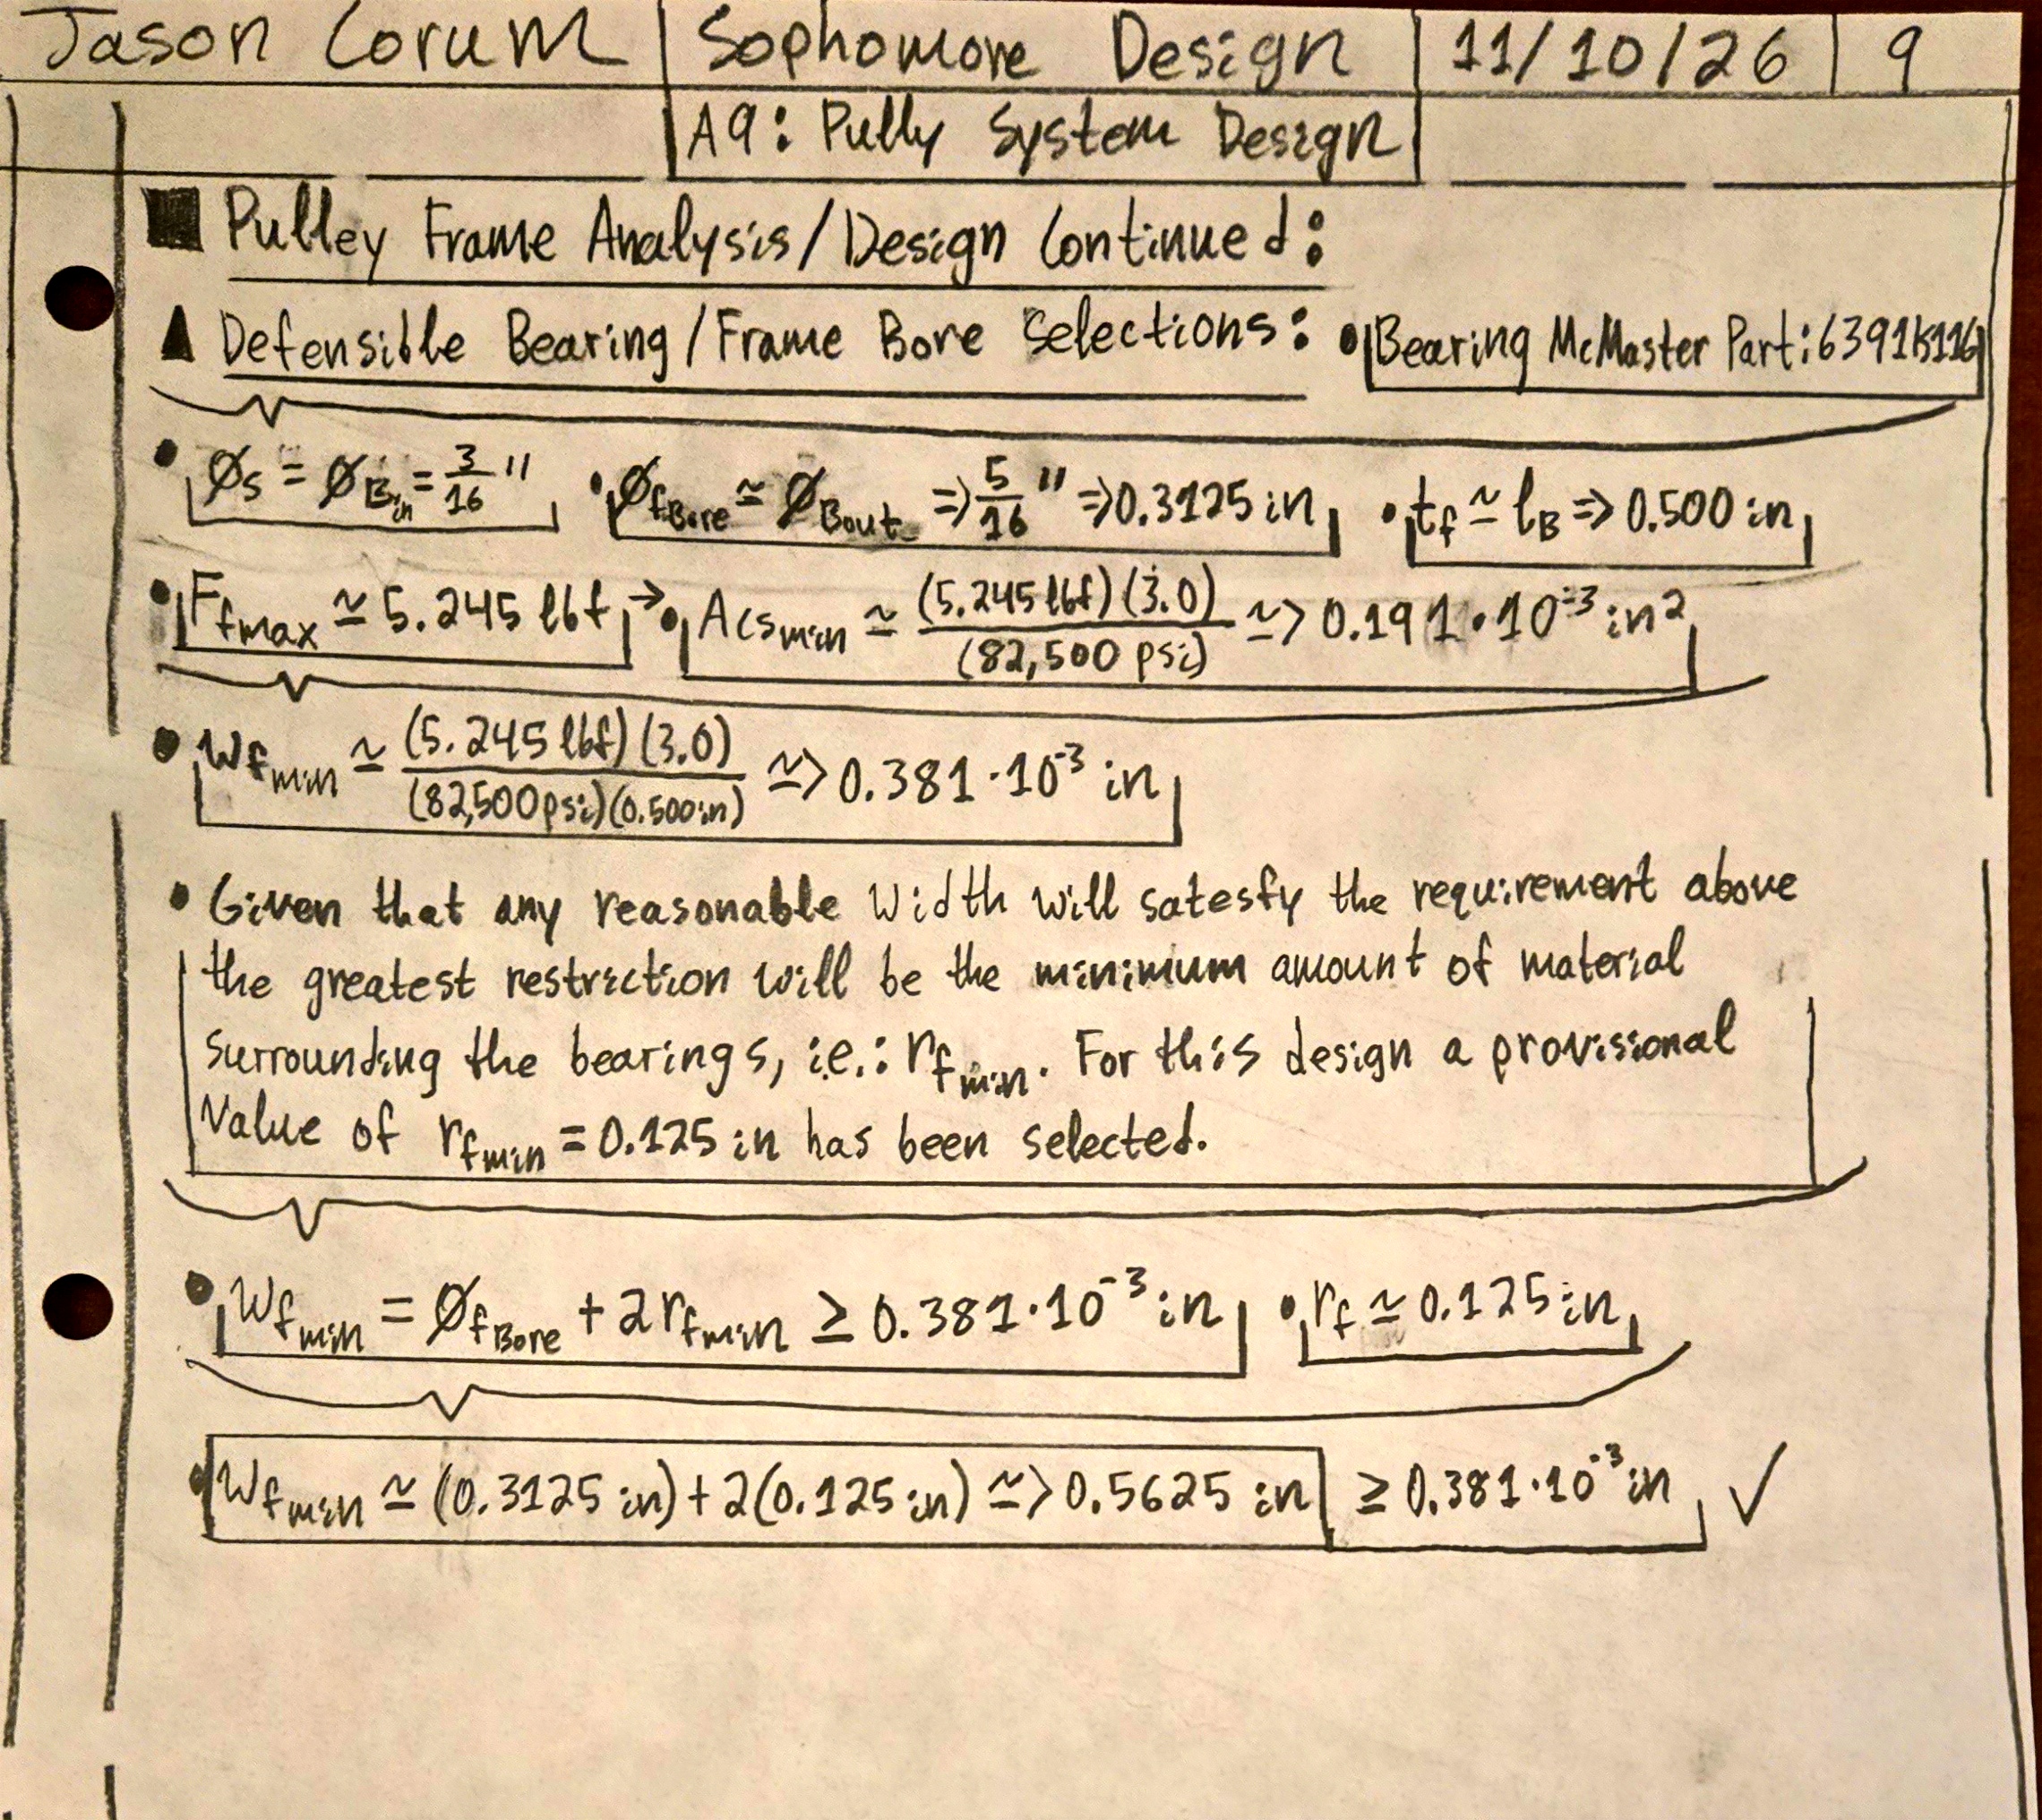 Jason Corum | Sophomore Design | 11/10/26 | 9
A9: Pully System Design
■ Pulley Frame Analysis/Design Continued:
▲ Defensible Bearing/Frame Bore Selections: • Bearing McMaster Part: 6391K116
• Øs = ØBin = 3/16" • ØfBore ≃ ØBout => 5/16" => 0.3125 in • tf ≃ lB => 0.500 in
• Ffmax ≃ 5.245 lbf → • Acsmin ≃ (5.245 lbf)(3.0)/(82,500 psi) ≃> 0.191·10⁻³ in²
• Wfmin ≃ (5.245 lbf)(3.0)/(82,500psi)(0.500in) ≃> 0.381·10⁻³ in
• Given that any reasonable width will satesfy the requirement above
the greatest restriction will be the minimum amount of material
surrounding the bearings, i.e.: rfmin. For this design a provisional
value of rfmin = 0.125 in has been selected.
• Wfmin = ØfBore + 2rfmin ≥ 0.381·10⁻³ in • rf ≃ 0.125 in
• Wfmin ≃ (0.3125 in) + 2(0.125 in) ≃> 0.5625 in ≥ 0.381·10⁻³ in ✓